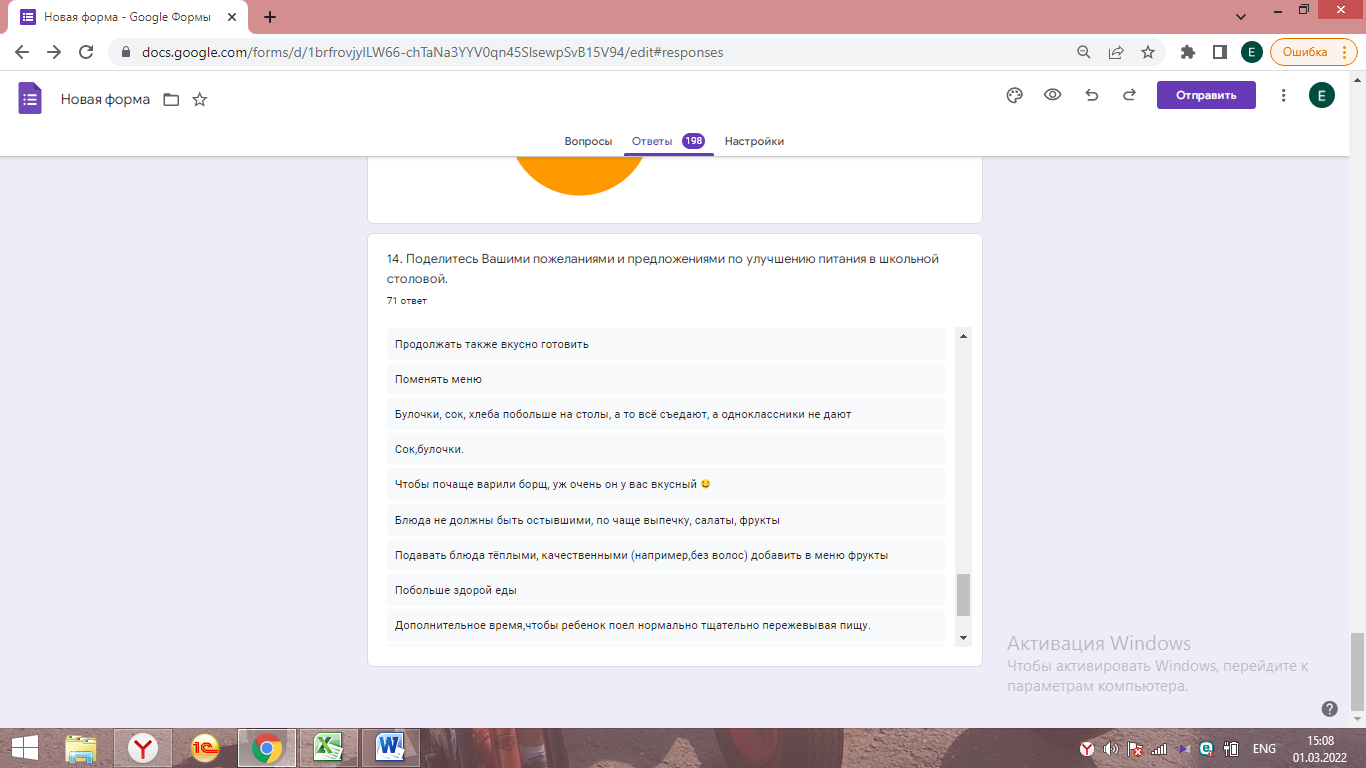 Новая форма - Google Формы
docs.google.com/forms/d/1brfrovjyILW66-chTaNa3YYV0qn45SIsewpSvB15V94/edit#responses
E
Ошибка
Новая форма
Отправить
E
Вопросы
Ответы 198
Настройки
14. Поделитесь Вашими пожеланиями и предложениями по улучшению питания в школьной
столовой.
71 ответ
Продолжать также вкусно готовить
Поменять меню
Булочки, сок, хлеба побольше на столы, а то всё съедают, а одноклассники не дают
Сок,булочки.
Чтобы почаще варили борщ, уж очень он у вас вкусный 😄
Блюда не должны быть остывшими, по чаще выпечку, салаты, фрукты
Подавать блюда тёплыми, качественными (например,без волос) добавить в меню фрукты
Побольше здорой еды
Дополнительное время,чтобы ребенок поел нормально тщательно пережевывая пищу.
Активация Windows
Чтобы активировать Windows, перейдите к
параметрам компьютера.
ENG
15:08
01.03.2022